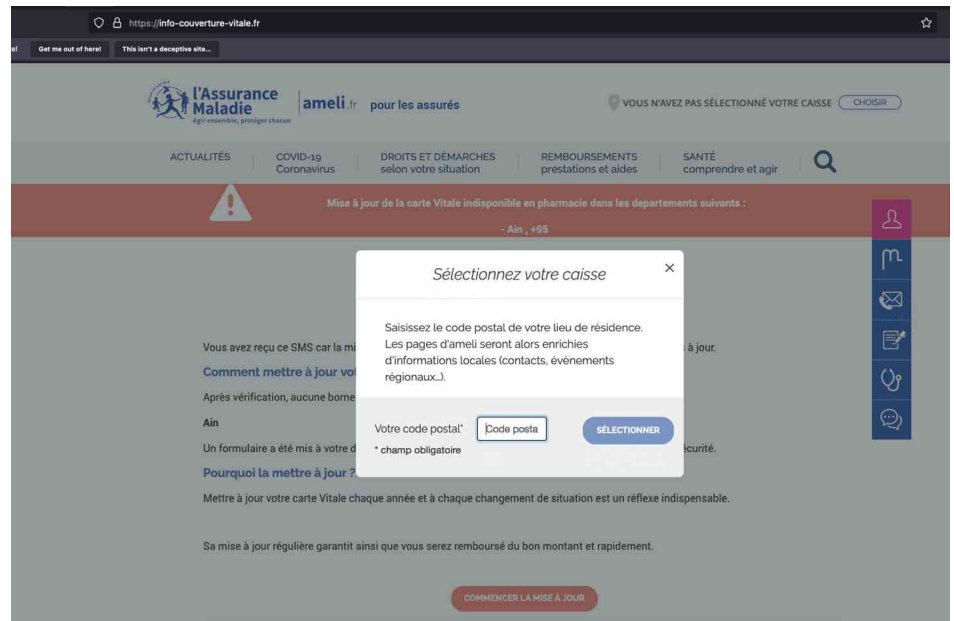 https://info-couverture-vitale.fr
Get me out of here! This isn't a deceptive site...
l'Assurance
Maladie
Agir ensemble, protéger chacun
ameli.fr pour les assurés
VOUS N'AVEZ PAS SÉLECTIONNÉ VOTRE CAISSE CHOISIR
ACTUALITÉS
COVID-19
Coronavirus
DROITS ET DÉMARCHES
selon votre situation
REMBOURSEMENTS
prestations et aides
SANTÉ
comprendre et agir
Mise à jour de la carte Vitale indisponible en pharmacie dans les departements suivants :
- Ain , +95
Sélectionnez votre caisse
Saisissez le code postal de votre lieu de résidence.
Les pages d'ameli seront alors enrichies
d'informations locales (contacts, évènements
régionaux...).
Votre code postal* Code posta SÉLECTIONNER
* champ obligatoire
Vous avez reçu ce SMS car la mi
à jour.
Comment mettre à jour vo
Après vérification, aucune borne
Ain
Un formulaire a été mis à votre d
écurité.
Pourquoi la mettre à jour ?
Mettre à jour votre carte Vitale chaque année et à chaque changement de situation est un réflexe indispensable.
Sa mise à jour régulière garantit ainsi que vous serez remboursé du bon montant et rapidement.
COMMENCER LA MISE À JOUR